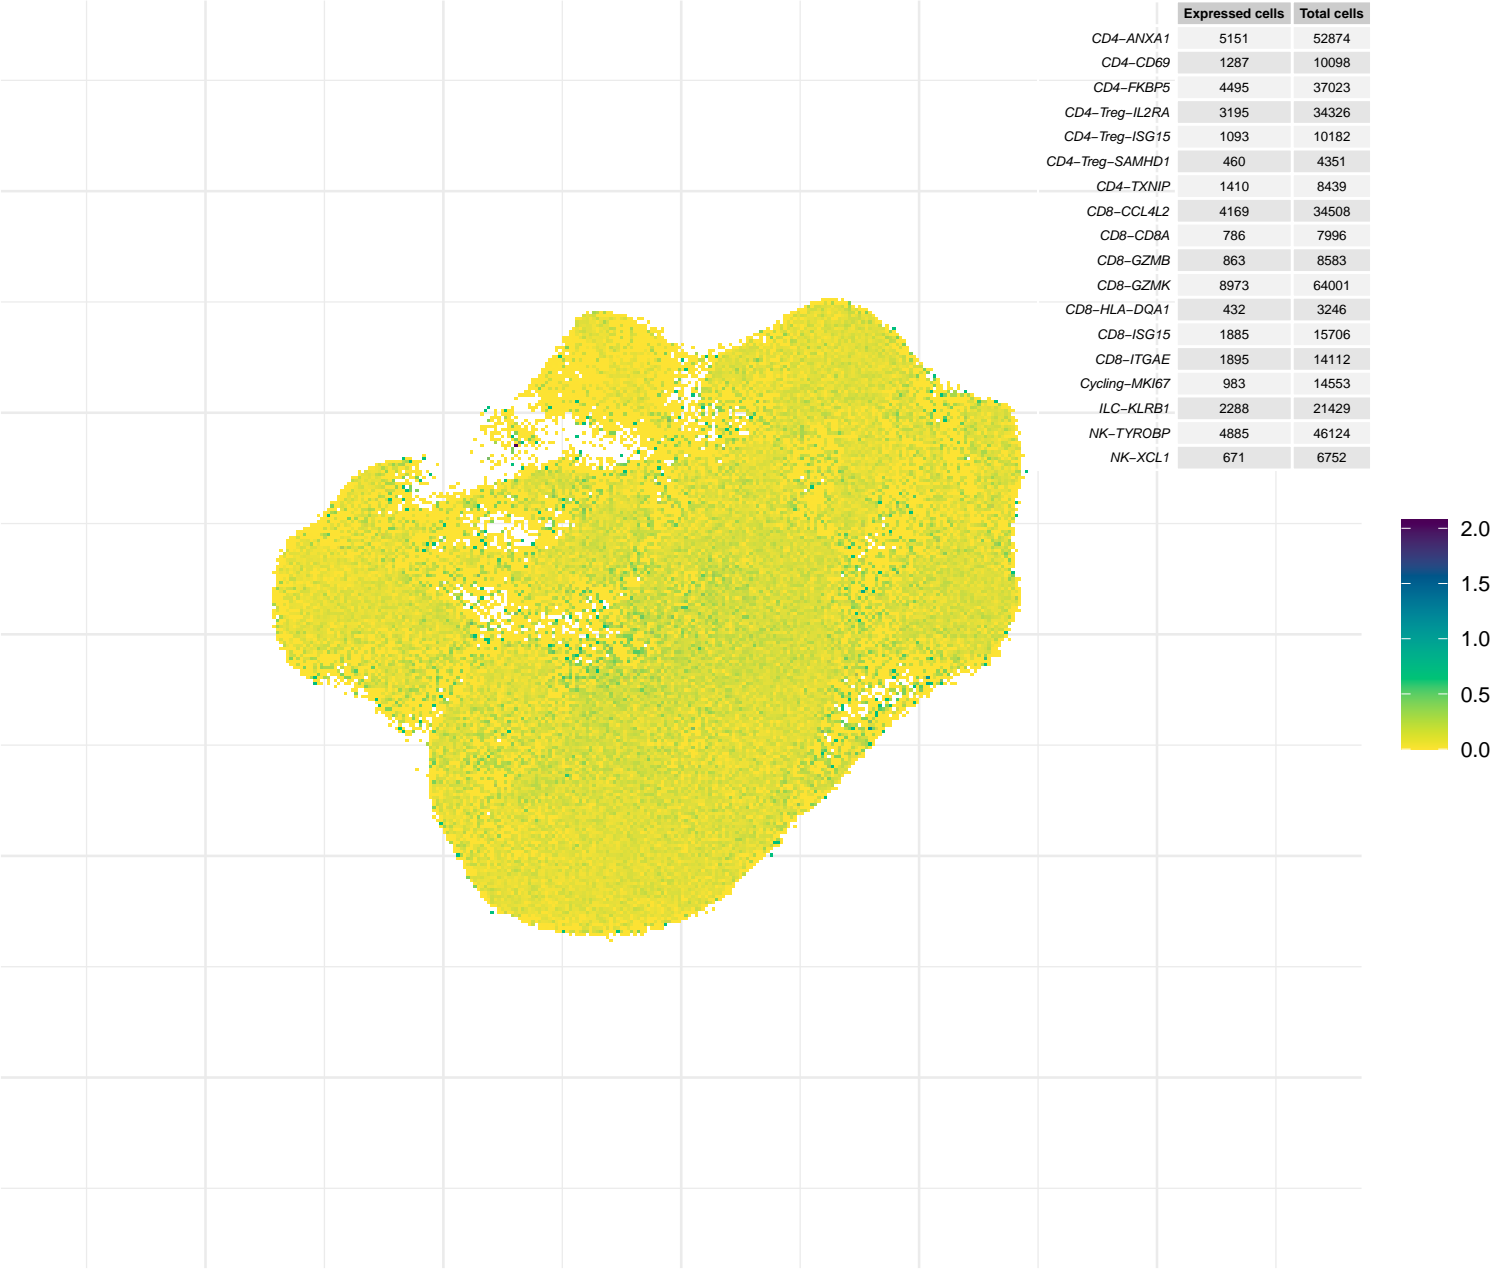 Expressed cells Total cells
CD4−ANXA1 5151 52874
CD4−CD69 1287 10098
CD4−FKBP5 4495 37023
CD4−Treg−IL2RA 3195 34326
CD4−Treg−ISG15 1093 10182
CD4−Treg−SAMHD1 460 4351
CD4−TXNIP 1410 8439
CD8−CCL4L2 4169 34508
CD8−CD8A 786 7996
CD8−GZMB 863 8583
CD8−GZMK 8973 64001
CD8−HLA−DQA1 432 3246
CD8−ISG15 1885 15706
CD8−ITGAE 1895 14112
Cycling−MKI67 983 14553
ILC−KLRB1 2288 21429
NK−TYROBP 4885 46124
NK−XCL1 671 6752
2.0
1.5
1.0
0.5
0.0